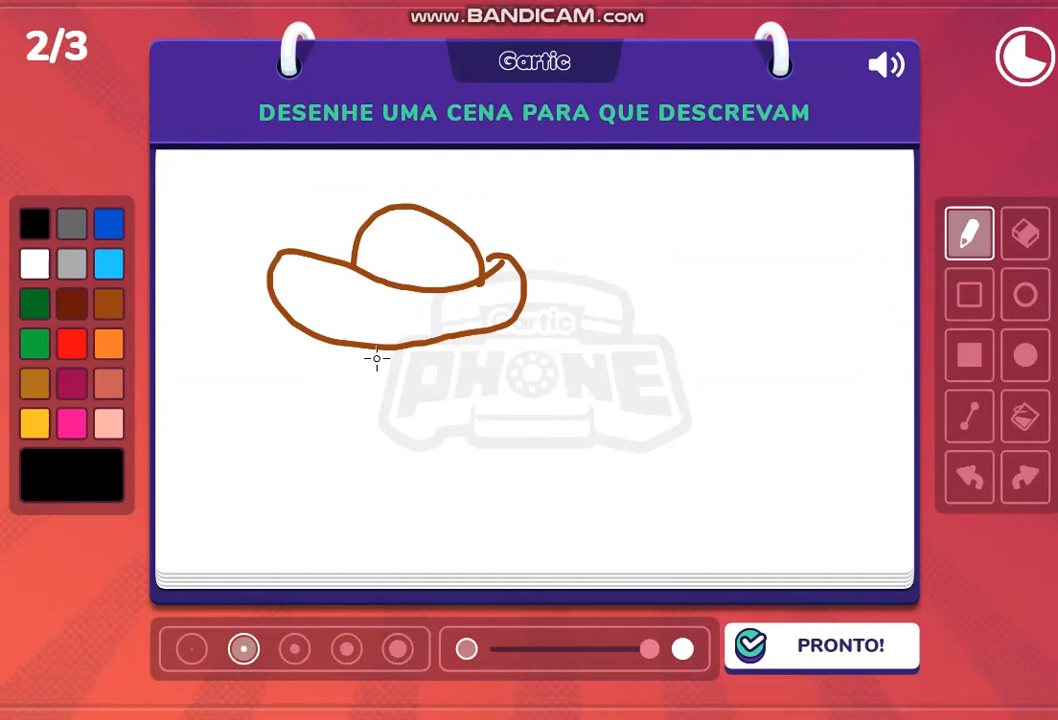 www.BANDICAM.com
2/3
Gartic
DESENHE UMA CENA PARA QUE DESCREVAM
Gartic
PHONE
PRONTO!